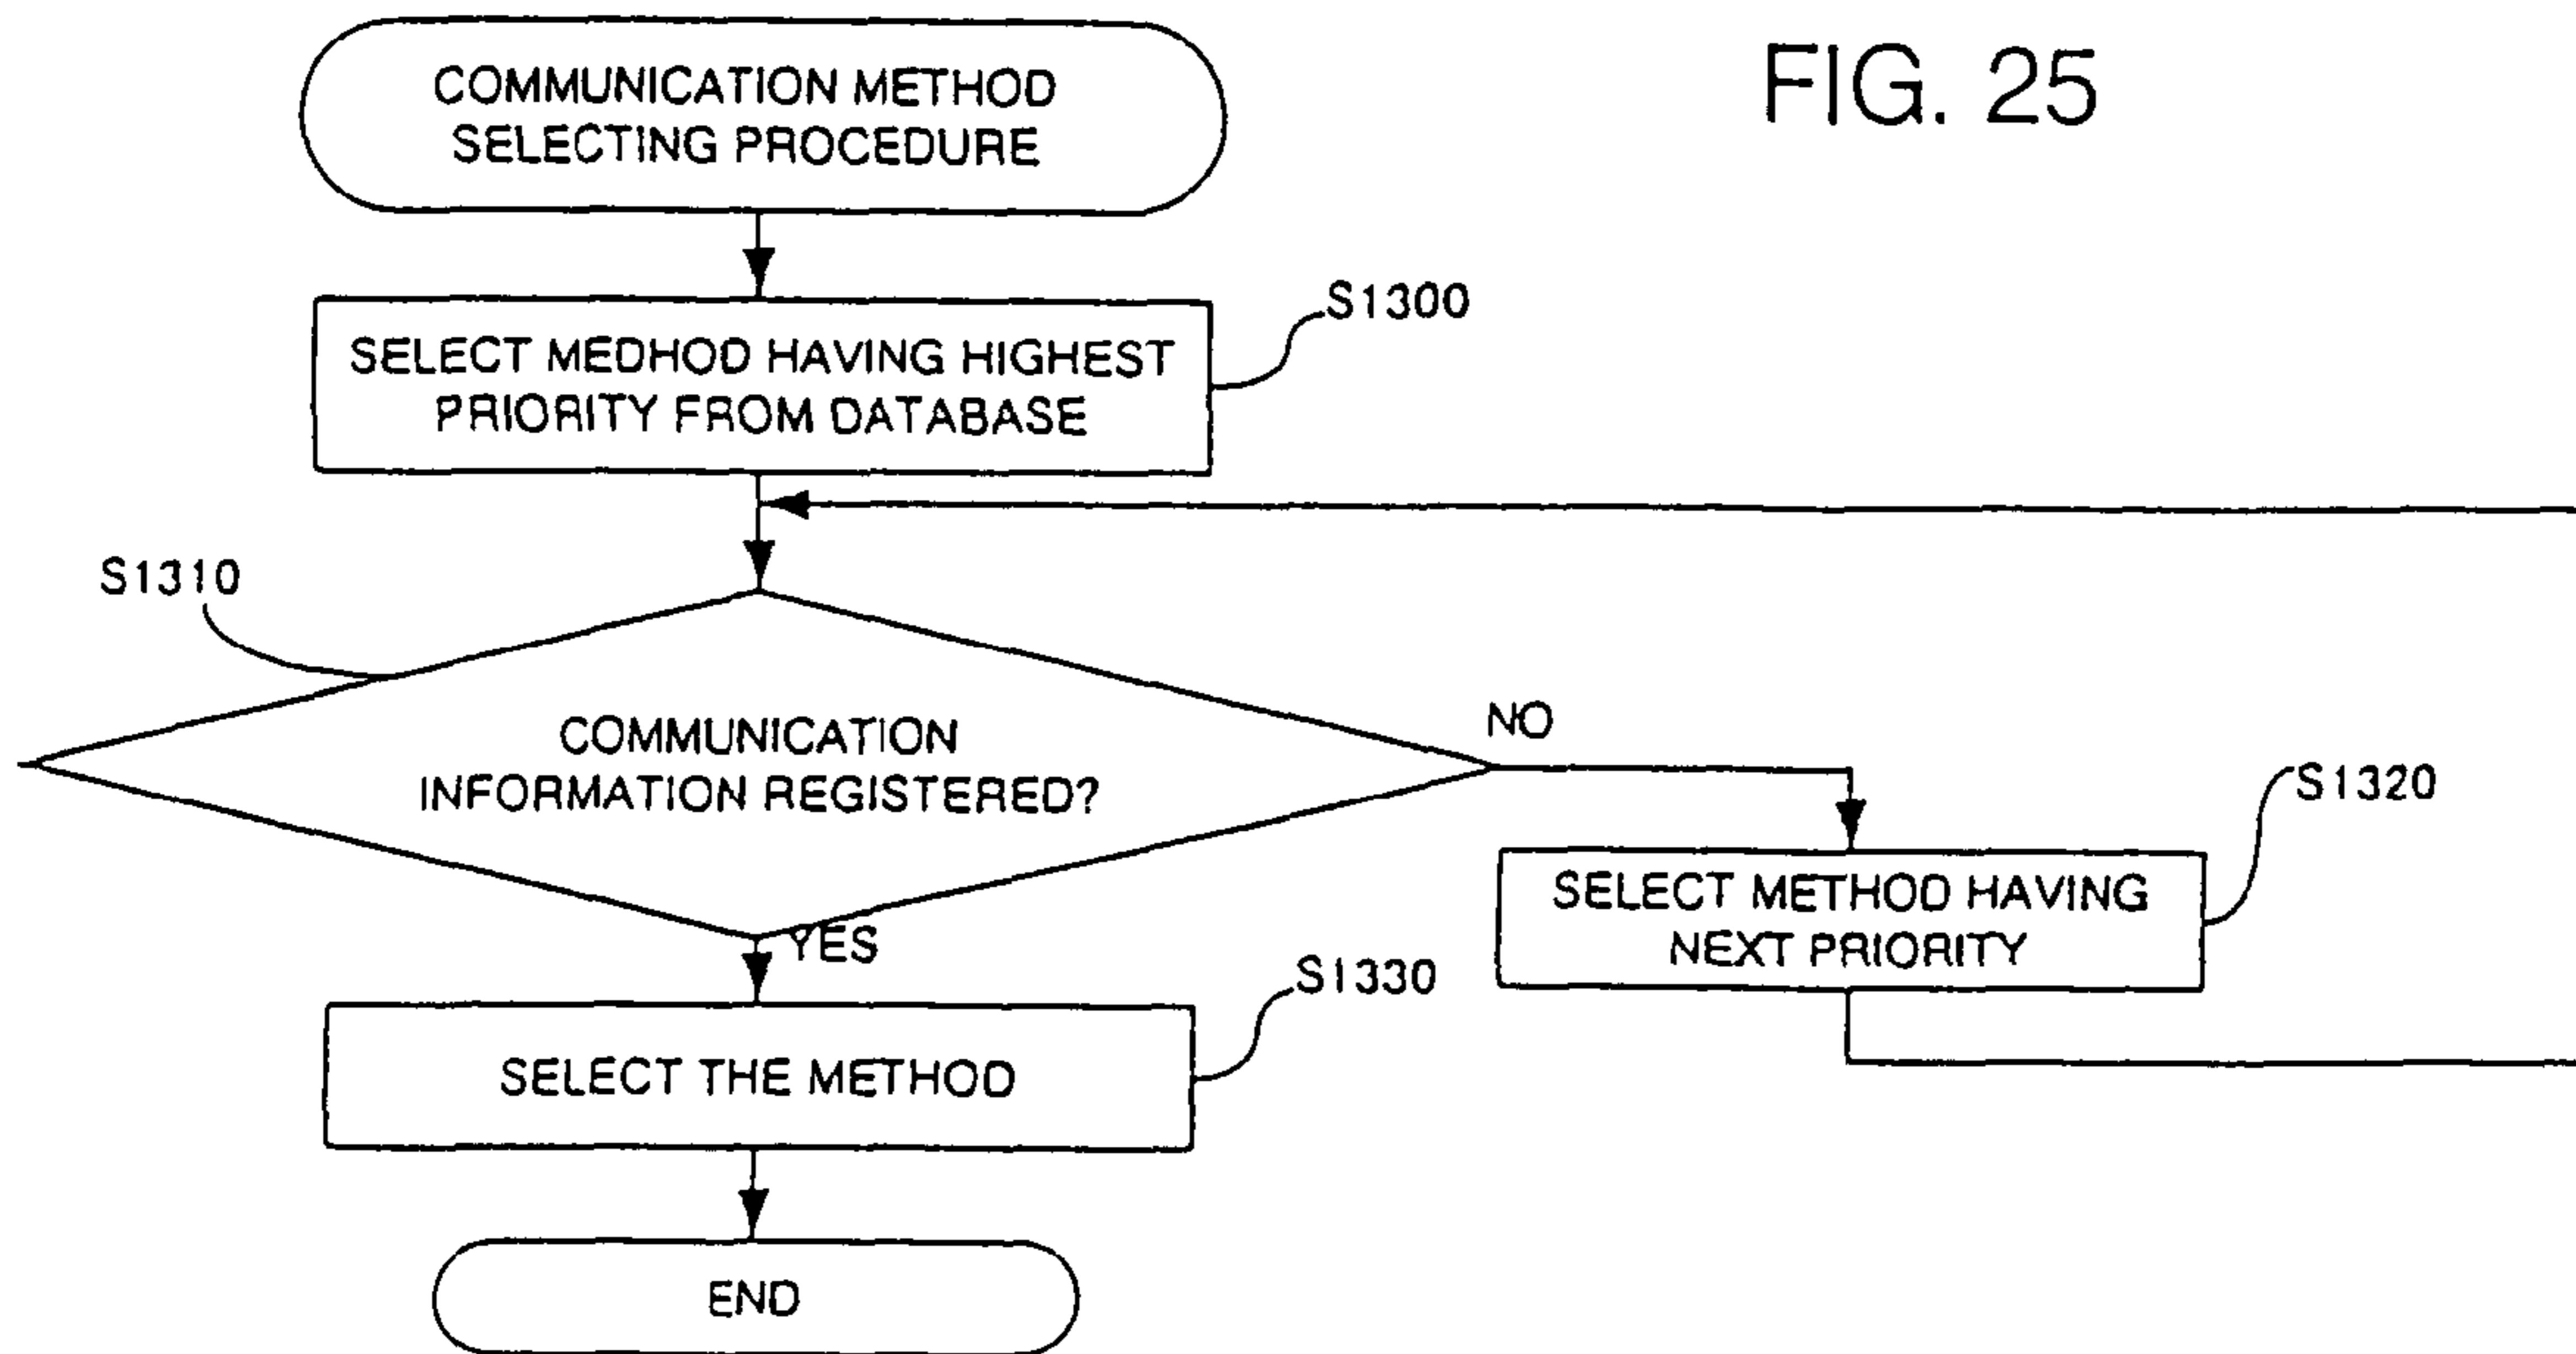 FIG. 25
COMMUNICATION METHOD
SELECTING PROCEDURE
S1300
SELECT MEDHOD HAVING HIGHEST
PRIORITY FROM DATABASE
S1310
COMMUNICATION
INFORMATION REGISTERED?
NO
S1320
SELECT METHOD HAVING
NEXT PRIORITY
YES
S1330
SELECT THE METHOD
END